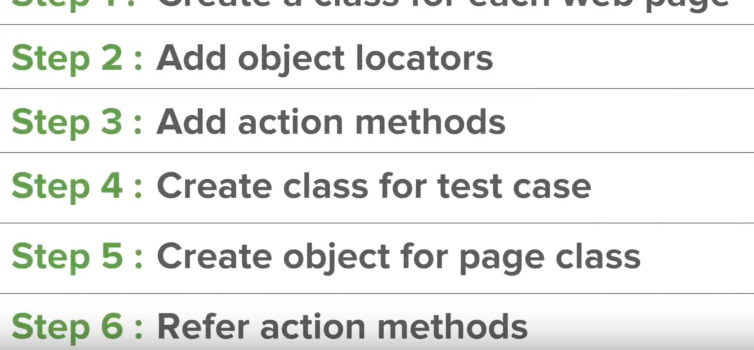 Step 1 : Create a class for each web page
Step 2 : Add object locators
Step 3 : Add action methods
Step 4 : Create class for test case
Step 5 : Create object for page class
Step 6 : Refer action methods